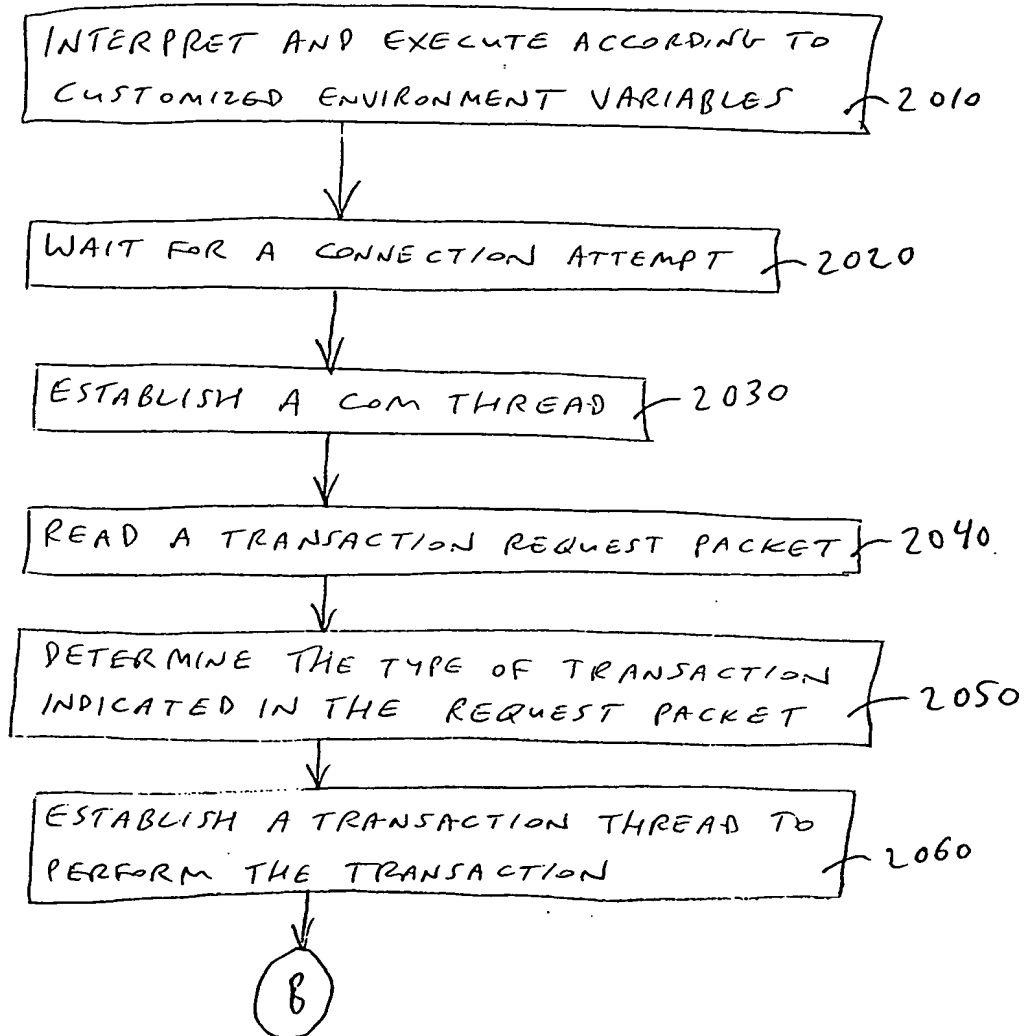 INTERPRET AND EXECUTE ACCORDING TO
CUSTOMIZED ENVIRONMENT VARIABLES
2010
WAIT FOR A CONNECTION ATTEMPT
2020
ESTABLISH A COM THREAD
2030
READ A TRANSACTION REQUEST PACKET
2040
DETERMINE THE TYPE OF TRANSACTION
INDICATED IN THE REQUEST PACKET
2050
ESTABLISH A TRANSACTION THREAD TO
PERFORM THE TRANSACTION
2060
B